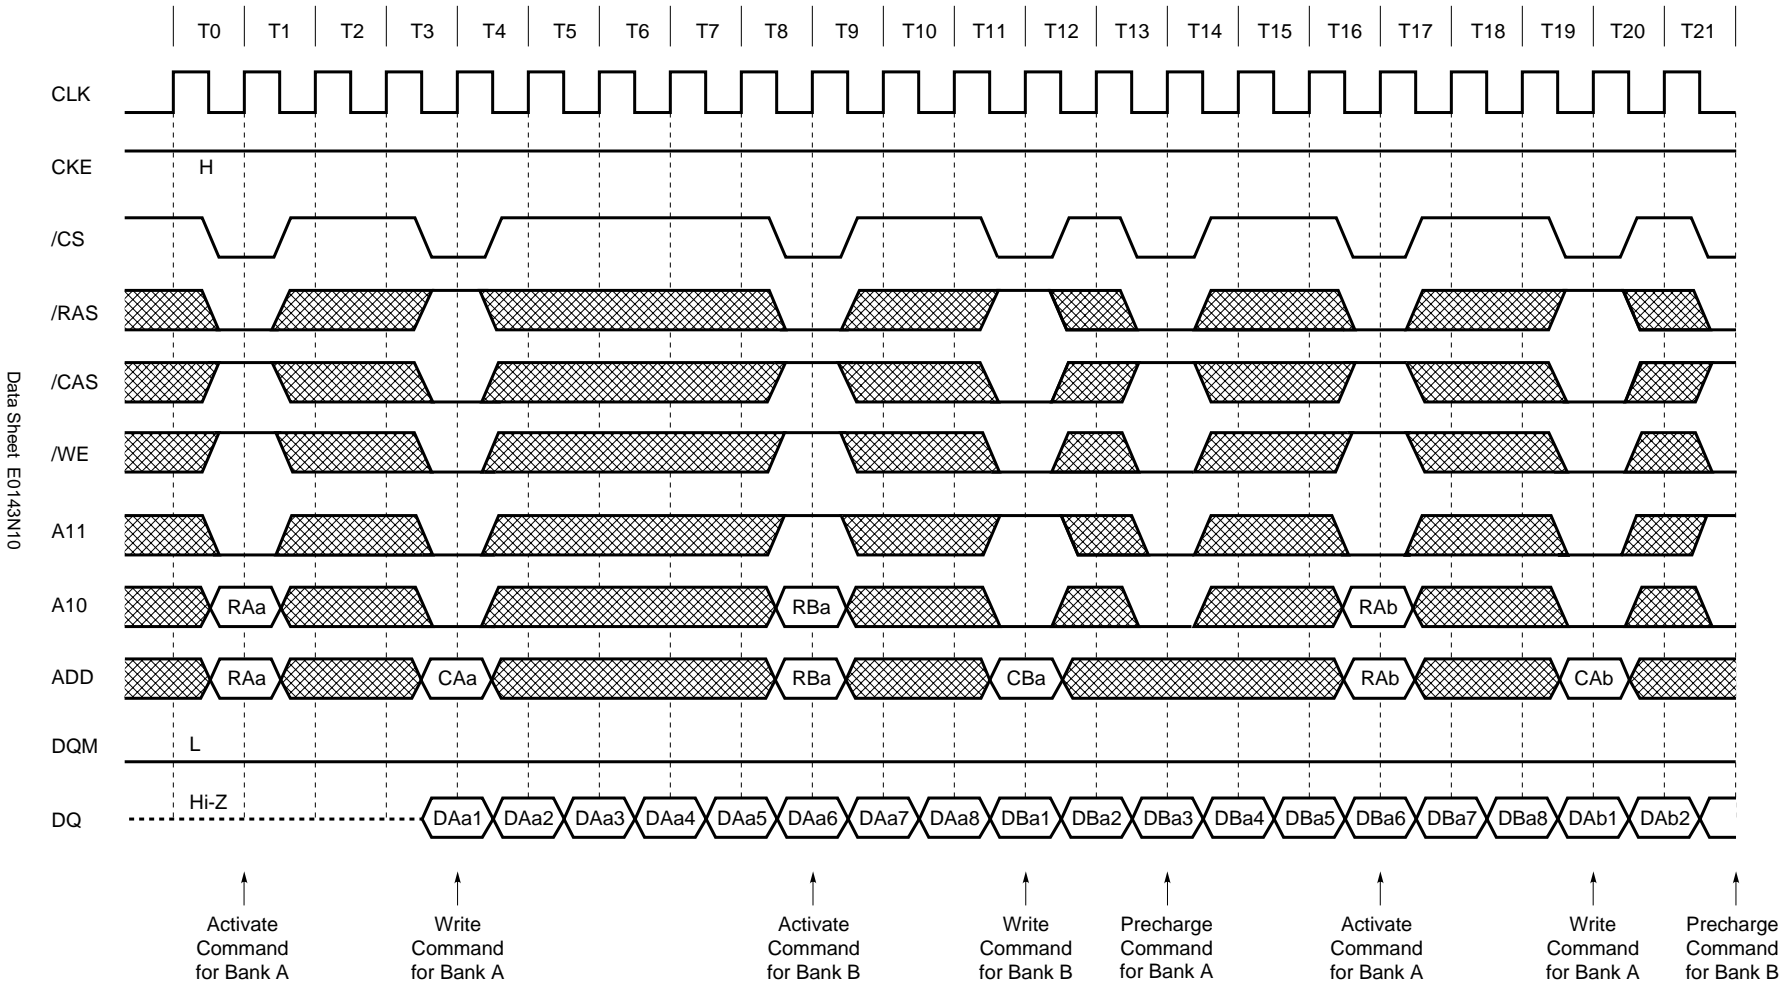 T0 T1 T2 T3 T4 T5 T6 T7 T8 T9 T10 T11 T12 T13 T14 T15 T16 T17 T18 T19 T20 T21
CLK
CKE H
/CS
/RAS
/CAS
/WE
A11
A10 RAa RBa RAb
ADD RAa CAa RBa CBa RAb CAb
DQM L
DQ Hi-Z DAa1 DAa2 DAa3 DAa4 DAa5 DAa6 DAa7 DAa8 DBa1 DBa2 DBa3 DBa4 DBa5 DBa6 DBa7 DBa8 DAb1 DAb2
Activate
Command
for Bank A
Write
Command
for Bank A
Activate
Command
for Bank B
Write
Command
for Bank B
Precharge
Command
for Bank A
Activate
Command
for Bank A
Write
Command
for Bank A
Precharge
Command
for Bank B
Data Sheet E0143N10